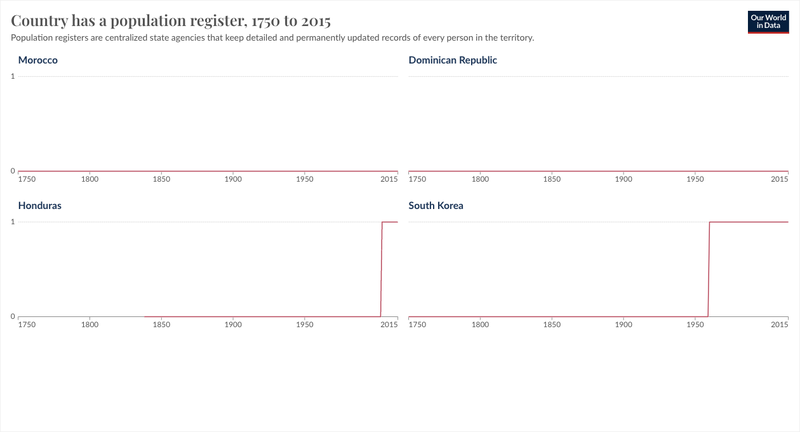 Country has a population register, 1750 to 2015
Our World
in Data
Population registers are centralized state agencies that keep detailed and permanently updated records of every person in the territory.
Morocco
Dominican Republic
1
0
1750 1800 1850 1900 1950 2015
1750 1800 1850 1900 1950 2015
Honduras
South Korea
1
0
1750 1800 1850 1900 1950 2015
1750 1800 1850 1900 1950 2015